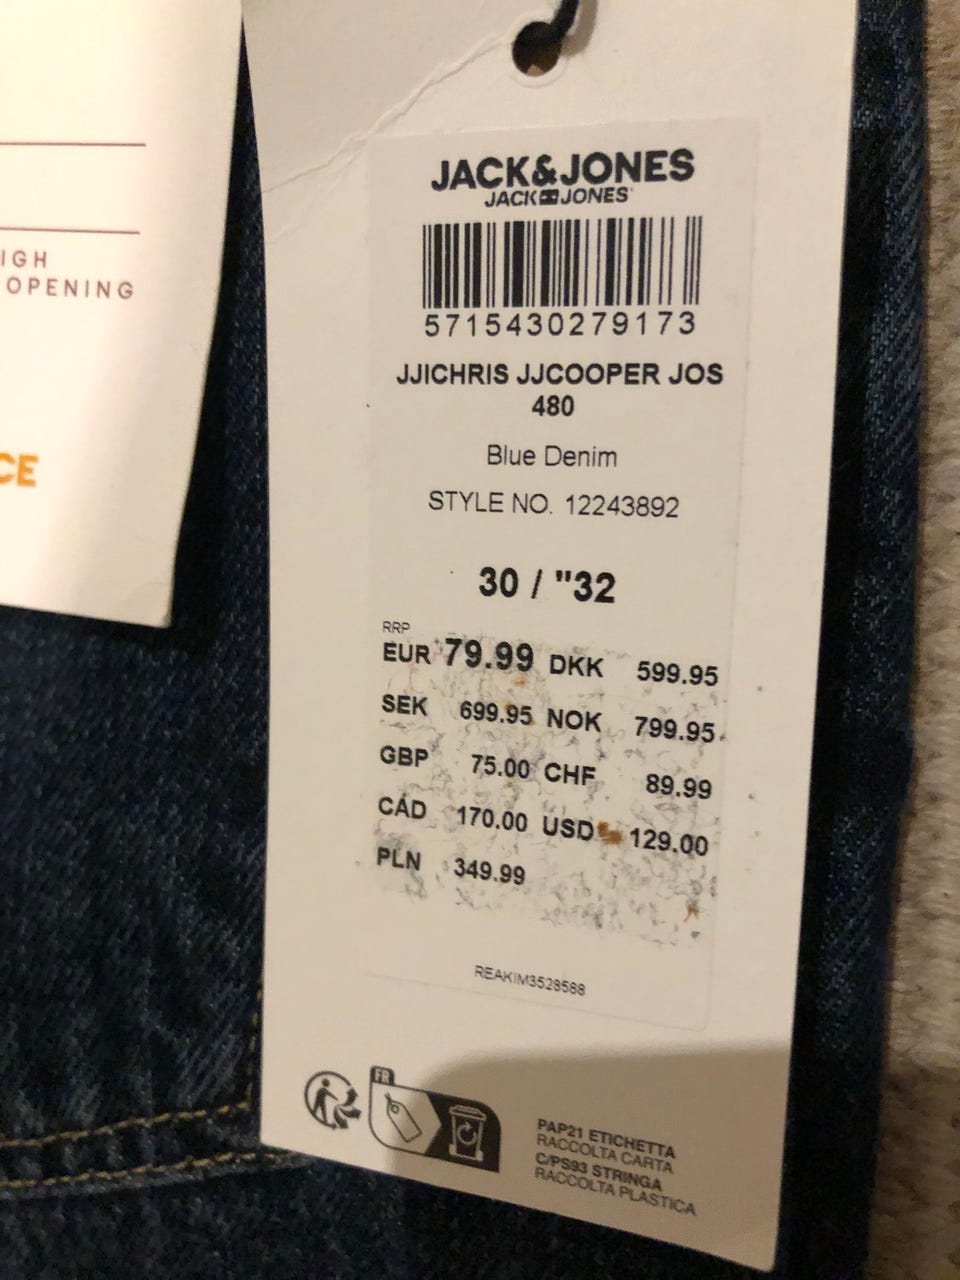 IGH
OPENING
CE
JACK&JONES
JACK JONES
5715430279173
JJICHRIS JJCOOPER JOS
480
Blue Denim
STYLE NO. 12243892
30 / "32
RRP
EUR 79.99 DKK 599.95
SEK 699.95 NOK 799.95
GBP 75.00 CHF 89.99
CAD 170.00 USD 129.00
PLN 349.99
REAKIM3528588
FR
PAP21 ETICHETTA
RACCOLTA CARTA
C/PS93 STRINGA
RACCOLTA PLASTICA